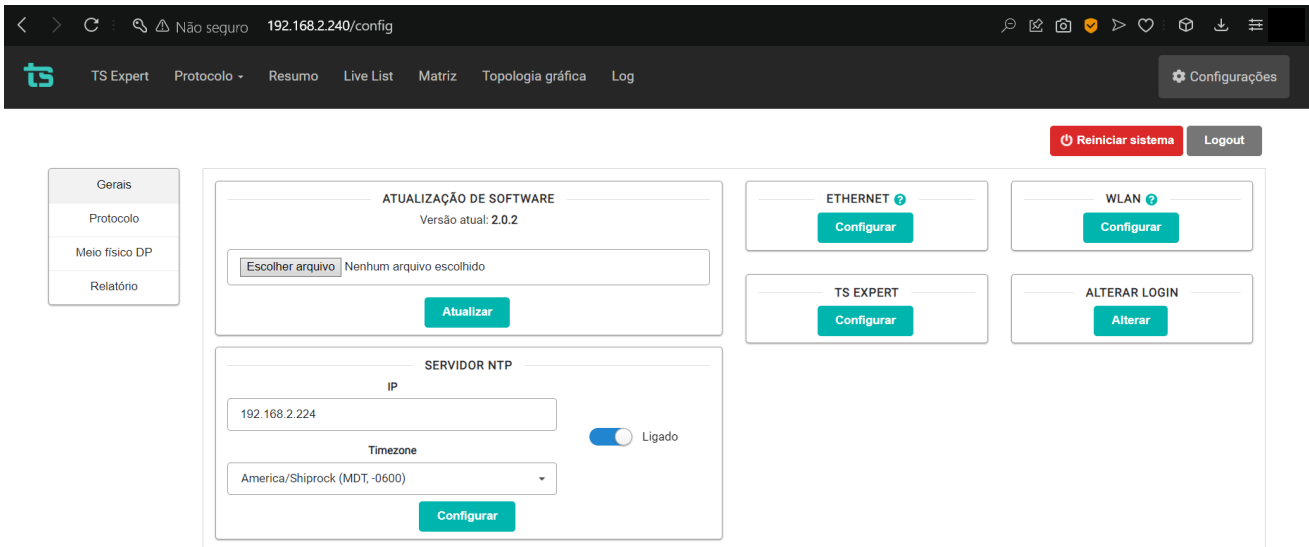 Não seguro 192.168.2.240/config
ts TS Expert Protocolo Resumo Live List Matriz Topologia gráfica Log Configurações
Reiniciar sistema Logout
Gerais
Protocolo
Meio físico DP
Relatório
ATUALIZAÇÃO DE SOFTWARE
Versão atual: 2.0.2
Escolher arquivo Nenhum arquivo escolhido
Atualizar
SERVIDOR NTP
IP
192.168.2.224
Ligado
Timezone
America/Shiprock (MDT, -0600)
Configurar
ETHERNET ?
Configurar
WLAN ?
Configurar
TS EXPERT
Configurar
ALTERAR LOGIN
Alterar